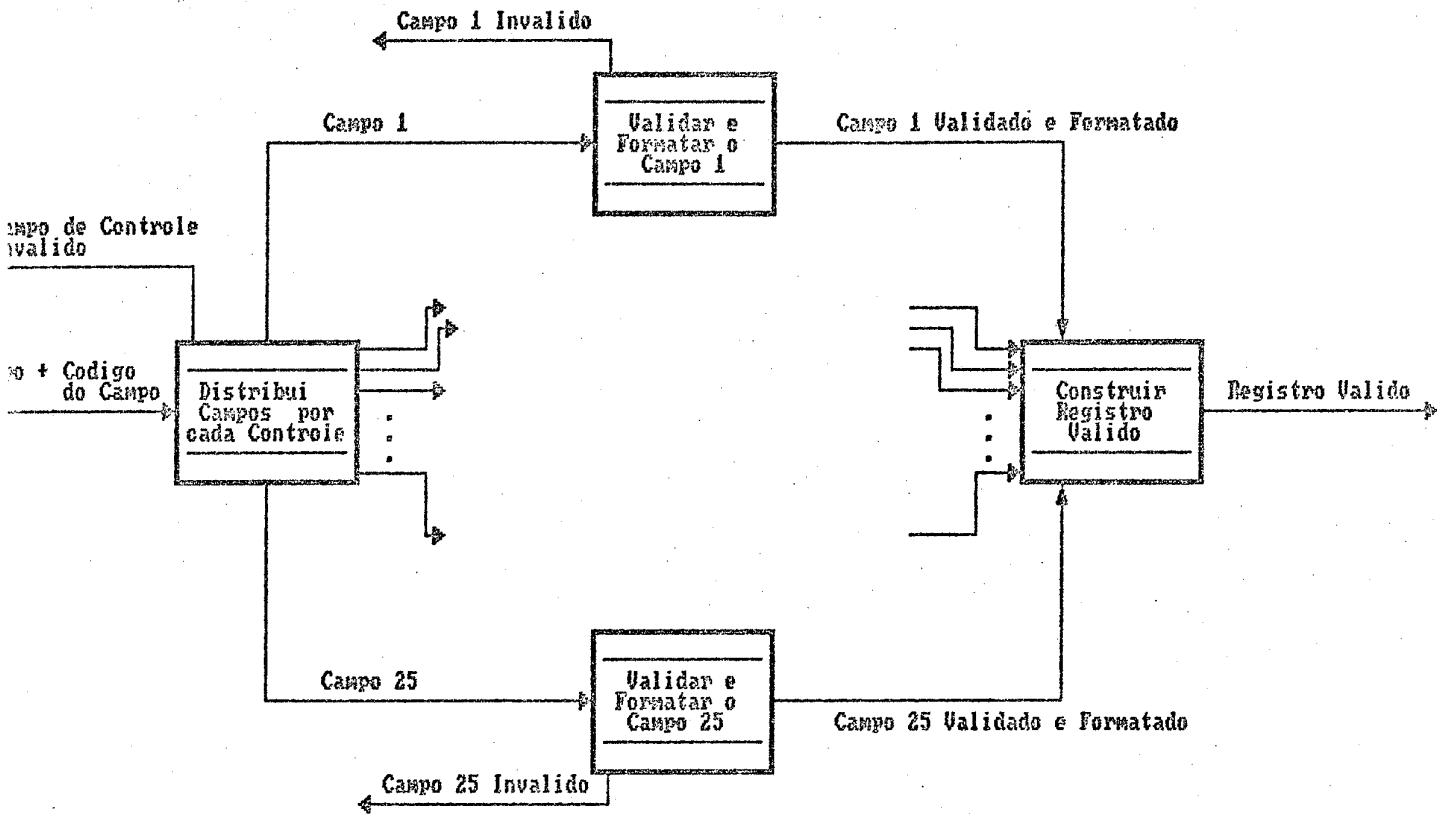 Campo 1 Invalido
Campo 1
Validar e
Formatar o
Campo 1
Campo 1 Validado e Formatado
de Controle
+ Codigo
do Campo
Distribui
Campos por
cada Controle
Construir
Registro
Valido
Registro Valido
Campo 25
Validar e
Formatar o
Campo 25
Campo 25 Validado e Formatado
Campo 25 Invalido